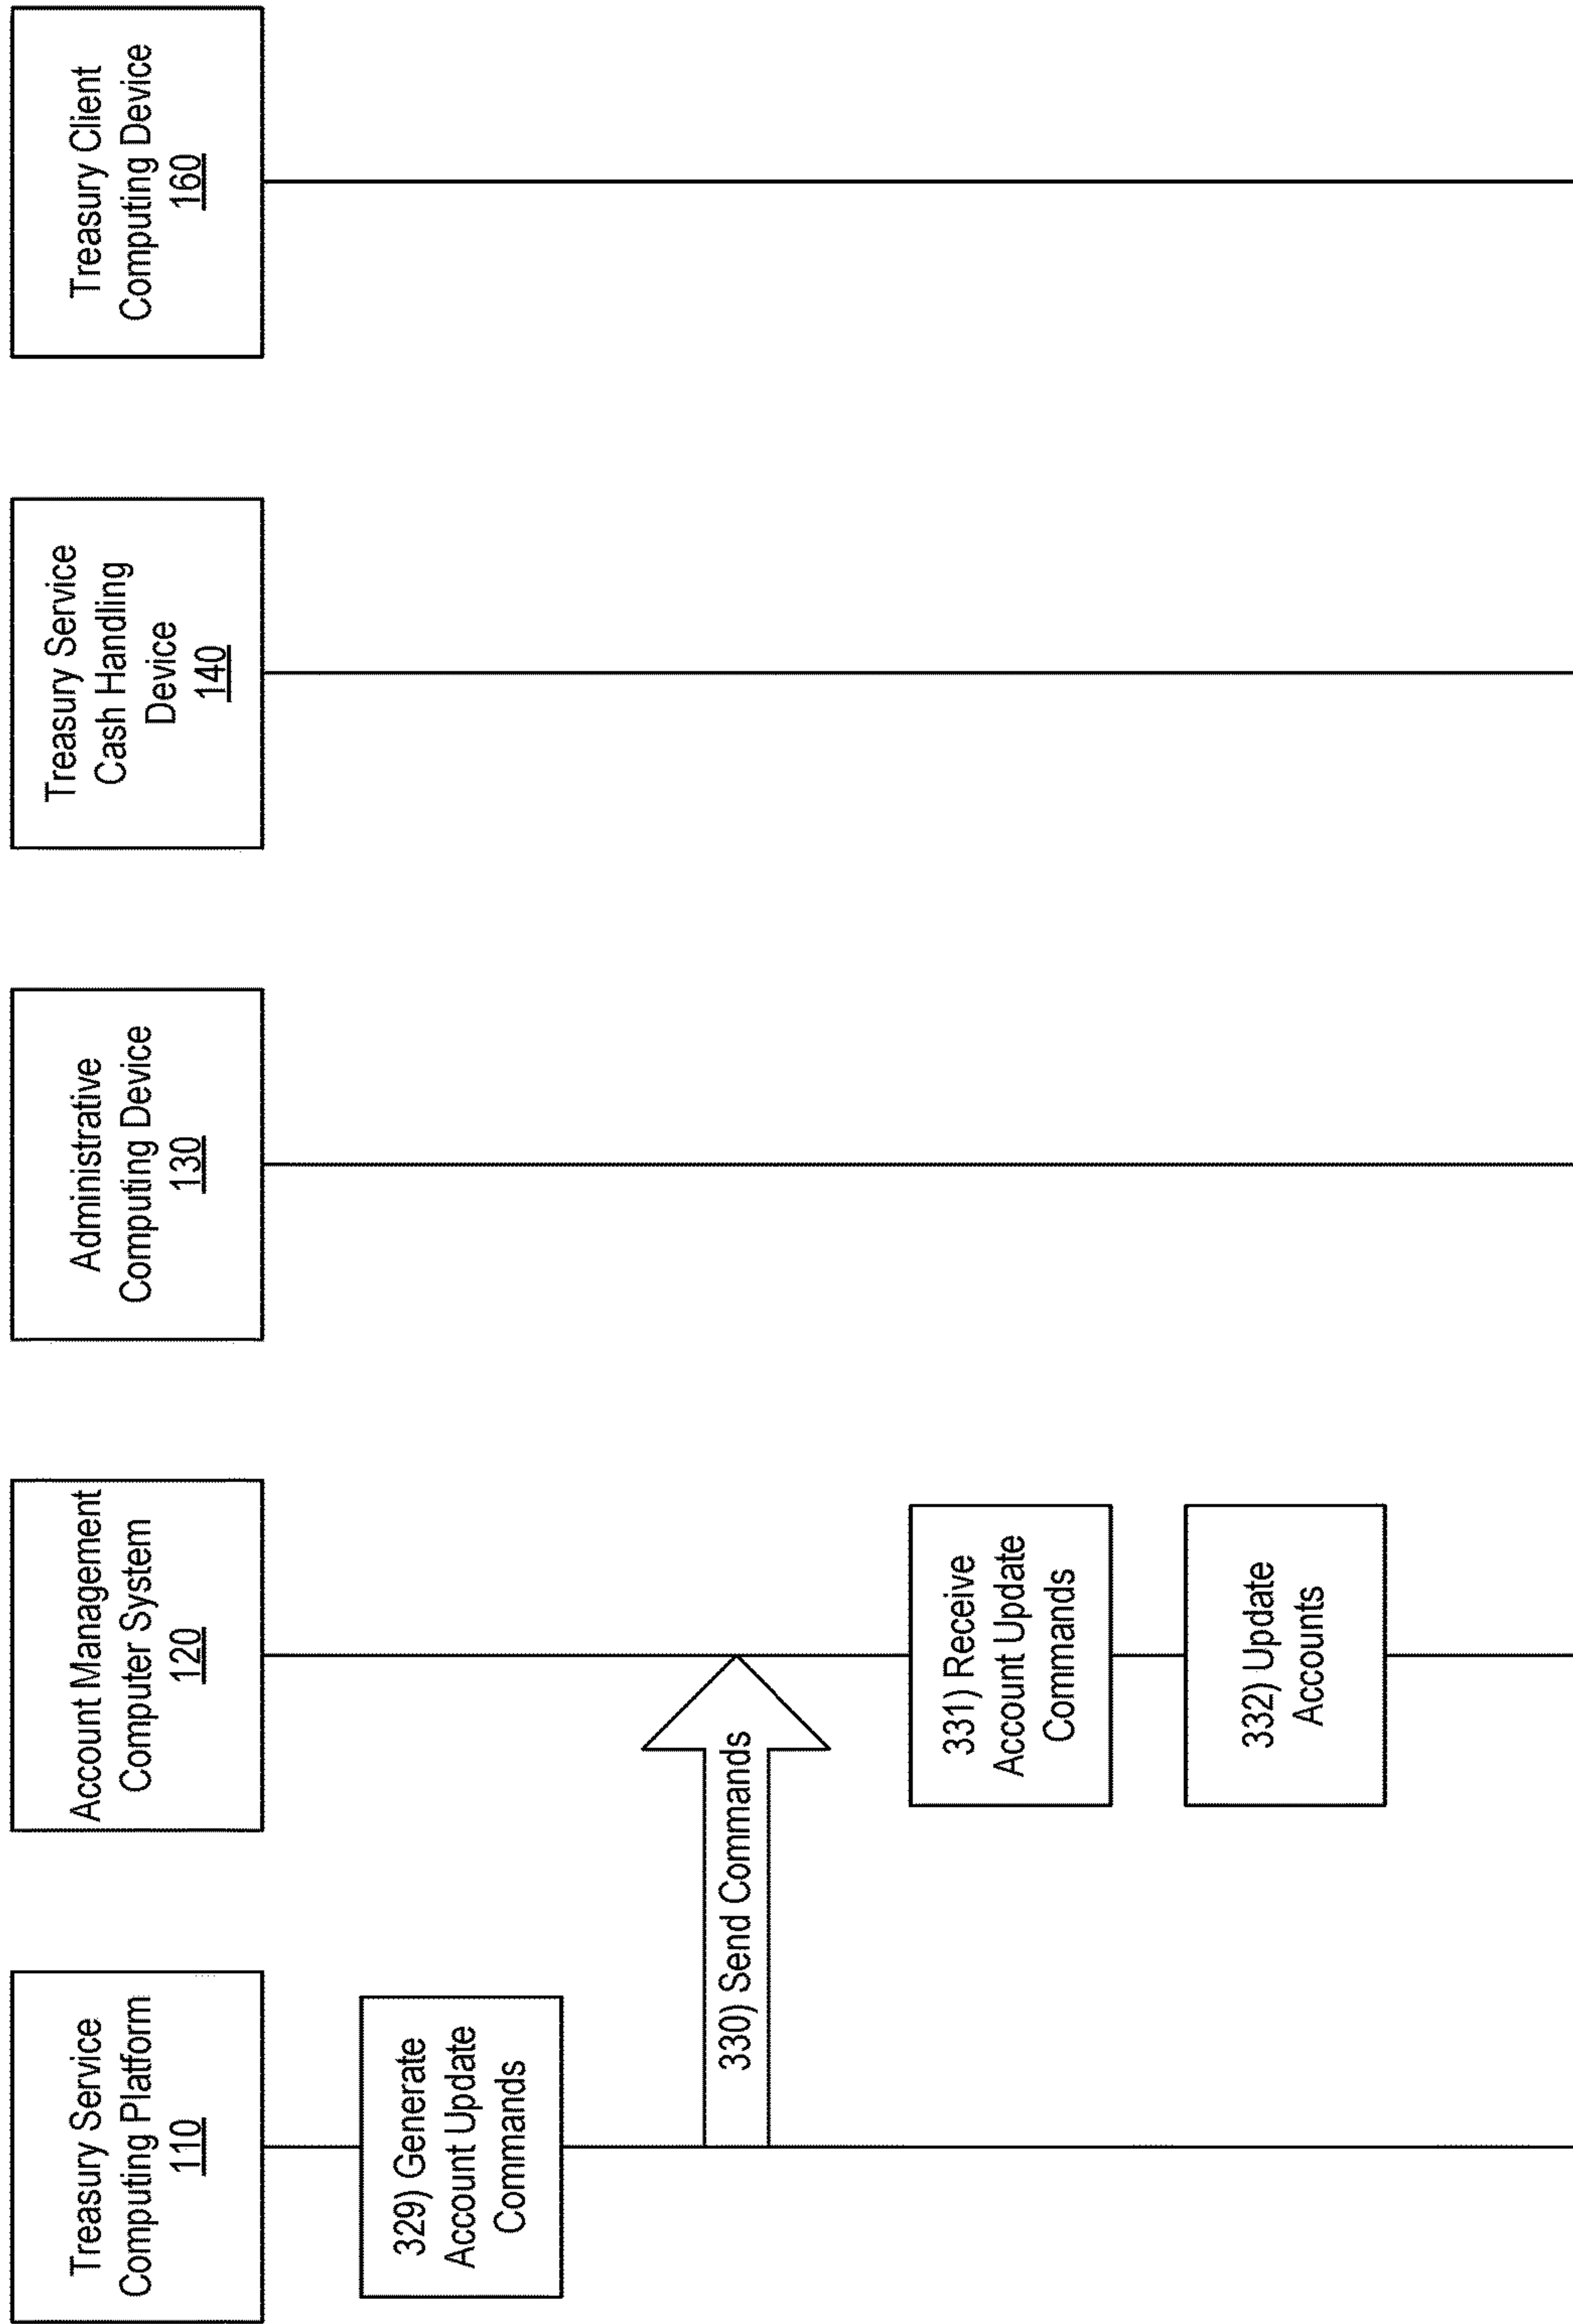 Treasury Service
Computing Platform
110
Account Management
Computer System
120
Administrative
Computing Device
130
Treasury Service
Cash Handling
Device
140
Treasury Client
Computing Device
160
329) Generate
Account Update
Commands
330) Send Commands
331) Receive
Account Update
Commands
332) Update
Accounts